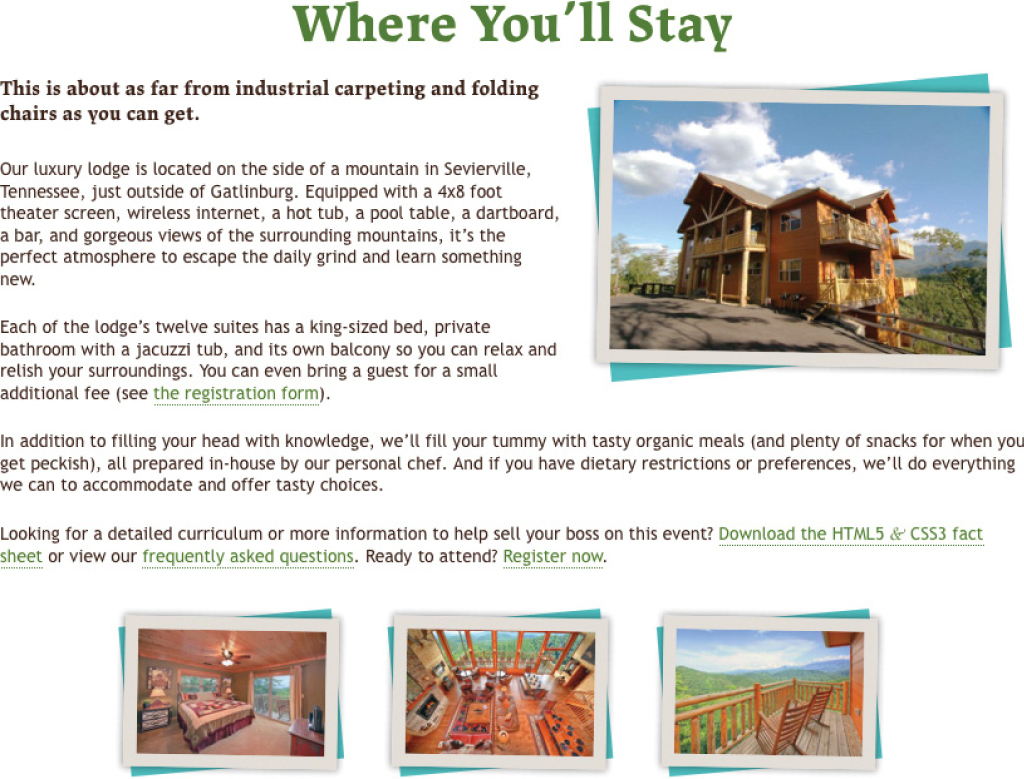 Where You’ll Stay
This is about as far from industrial carpeting and folding
chairs as you can get.
Our luxury lodge is located on the side of a mountain in Sevierville,
Tennessee, just outside of Gatlinburg. Equipped with a 4x8 foot
theater screen, wireless internet, a hot tub, a pool table, a dartboard,
a bar, and gorgeous views of the surrounding mountains, it’s the
perfect atmosphere to escape the daily grind and learn something
new.
Each of the lodge’s twelve suites has a king-sized bed, private
bathroom with a jacuzzi tub, and its own balcony so you can relax and
relish your surroundings. You can even bring a guest for a small
additional fee (see the registration form).
In addition to filling your head with knowledge, we’ll fill your tummy with tasty organic meals (and plenty of snacks for when you
get peckish), all prepared in-house by our personal chef. And if you have dietary restrictions or preferences, we’ll do everything
we can to accommodate and offer tasty choices.
Looking for a detailed curriculum or more information to help sell your boss on this event? Download the HTML5 & CSS3 fact
sheet or view our frequently asked questions. Ready to attend? Register now.